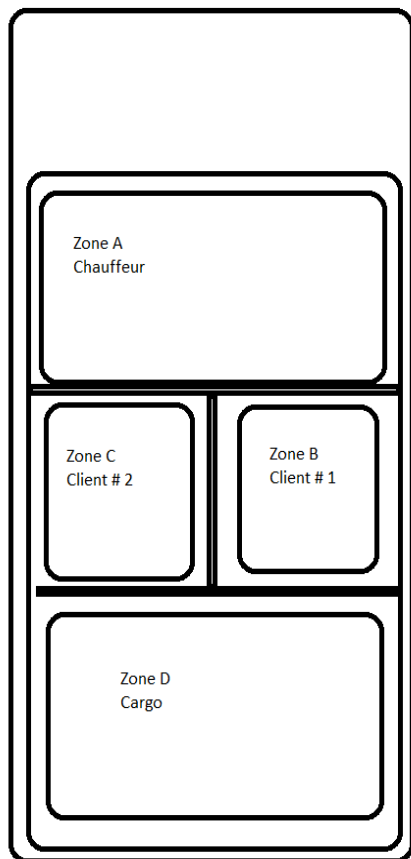 Zone A
Chauffeur
Zone C
Client # 2
Zone B
Client # 1
Zone D
Cargo